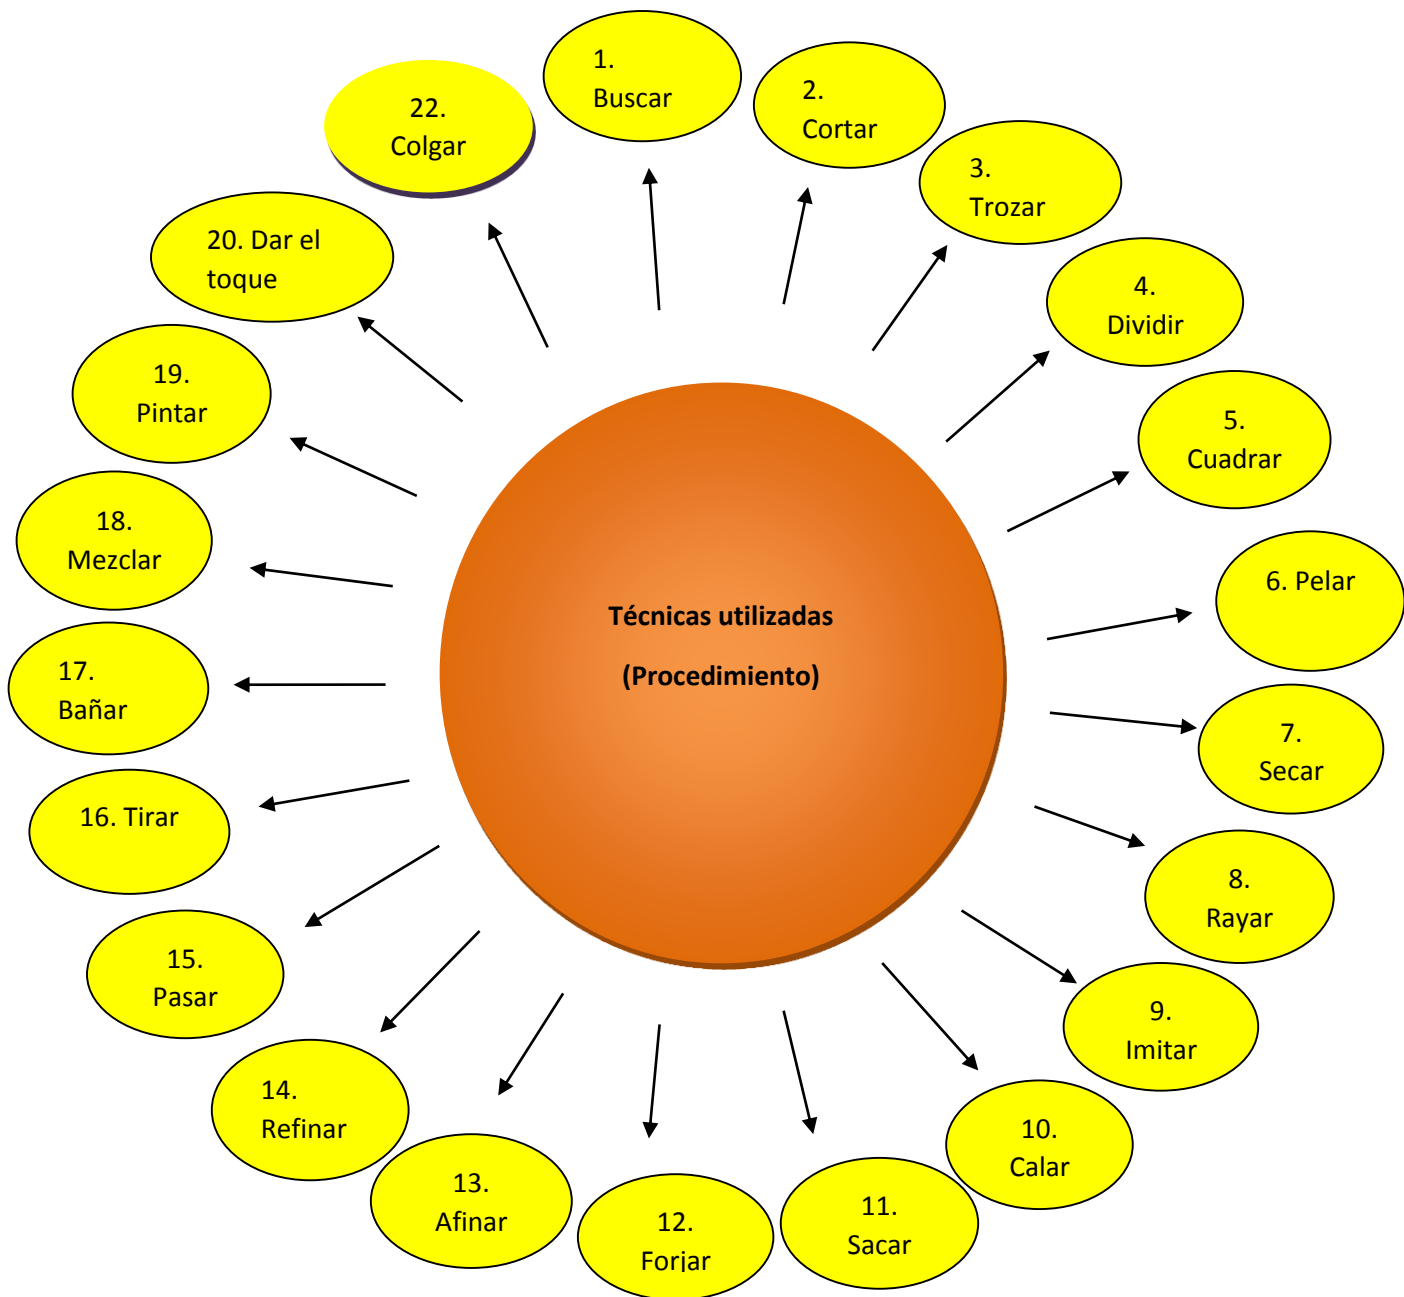 Técnicas utilizadas
(Procedimiento)
1.
Buscar
2.
Cortar
3.
Trozar
4.
Dividir
5.
Cuadrar
6. Pelar
7.
Secar
8.
Rayar
9.
Imitar
10.
Calar
11.
Sacar
12.
Forjar
13.
Afinar
14.
Refinar
15.
Pasar
16. Tirar
17.
Bañar
18.
Mezclar
19.
Pintar
20. Dar el
toque
22.
Colgar